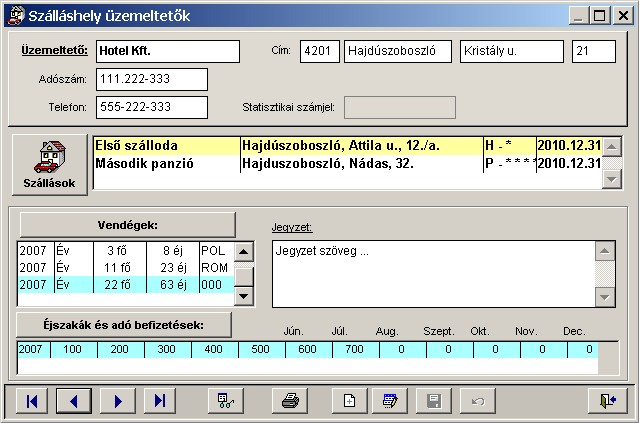 Szálláshely üzemeltetők
Üzemeltető: Hotel Kft. Cím: 4201 Hajdúszoboszló Kristály u. 21
Adószám: 111.222-333
Telefon: 555-222-333 Statisztikai számjel:
Szállások
Első szálloda Hajdúszoboszló, Attila u., 12./a. H - * 2010.12.31
Második panzió Hajduszoboszló, Nádas, 32. P - * * * * 2010.12.31
Vendégek:
2007 Év 3 fő 8 éj POL
2007 Év 11 fő 23 éj ROM
2007 Év 22 fő 63 éj 000
Jegyzet:
Jegyzet szöveg ...
Éjszakák és adó befizetések: Jún. Júl. Aug. Szept. Okt. Nov. Dec.
2007 100 200 300 400 500 600 700 0 0 0 0 0